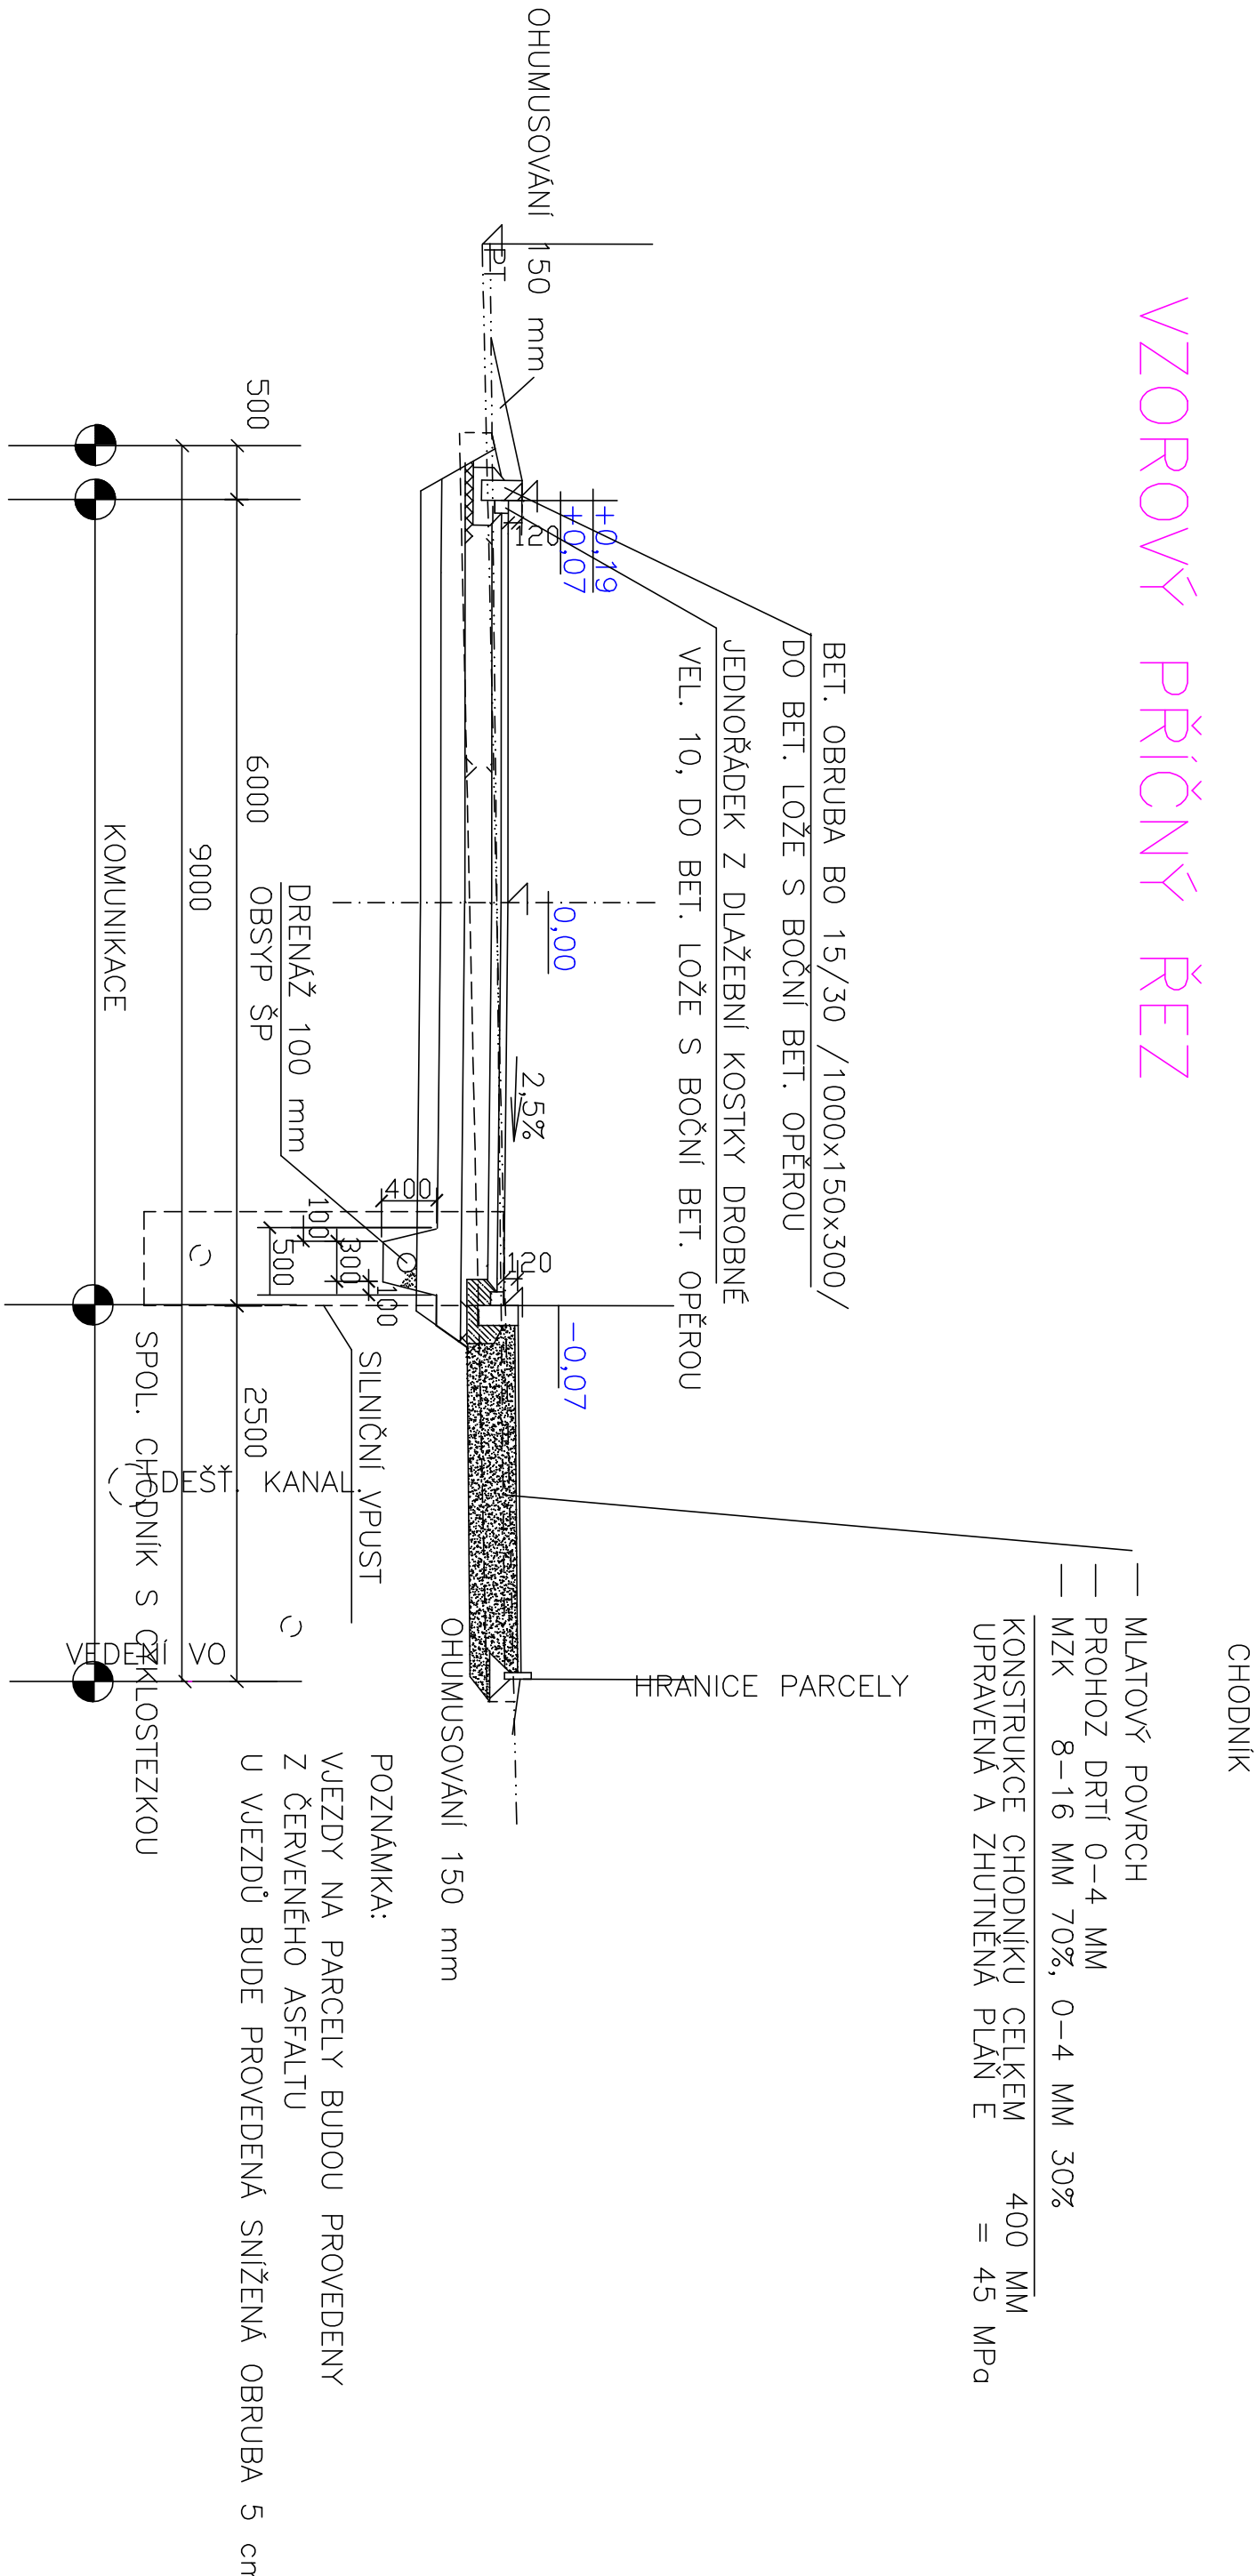 VZOROVÝ PŘÍČNÝ ŘEZ
CHODNÍK
— MLATOVÝ POVRCH
— PROHOZ DRTÍ 0-4 MM
— MZK 8-16 MM 70%, 0-4 MM 30%
KONSTRUKCE CHODNÍKU CELKEM 400 MM
UPRAVENÁ A ZHUTNĚNÁ PLÁŇ E = 45 MPa
BET. OBRUBA BO 15/30 /1000x150x300/
DO BET. LOŽE S BOČNÍ BET. OPĚROU
JEDNOŘÁDEK Z DLAŽEBNÍ KOSTKY DROBNÉ
VEL. 10, DO BET. LOŽE S BOČNÍ BET. OPĚROU
HRANICE PARCELY
+0,19
+0,07
0,00
-0,07
OHUMUSOVÁNÍ 150 mm
PT
120
2,5%
120
OHUMUSOVÁNÍ 150 mm
400
100
300
100
500
DRENÁŽ 100 mm
OBSYP ŠP
SILNIČNÍ VPUST
POZNÁMKA:
VJEZDY NA PARCELY BUDOU PROVEDENY
Z ČERVENÉHO ASFALTU
U VJEZDŮ BUDE PROVEDENÁ SNÍŽENÁ OBRUBA 5 cm
500
6000
2500
9000
DEŠŤ. KANAL.
VEDENÍ VO
KOMUNIKACE
SPOL. CHODNÍK S CYKLOSTEZKOU